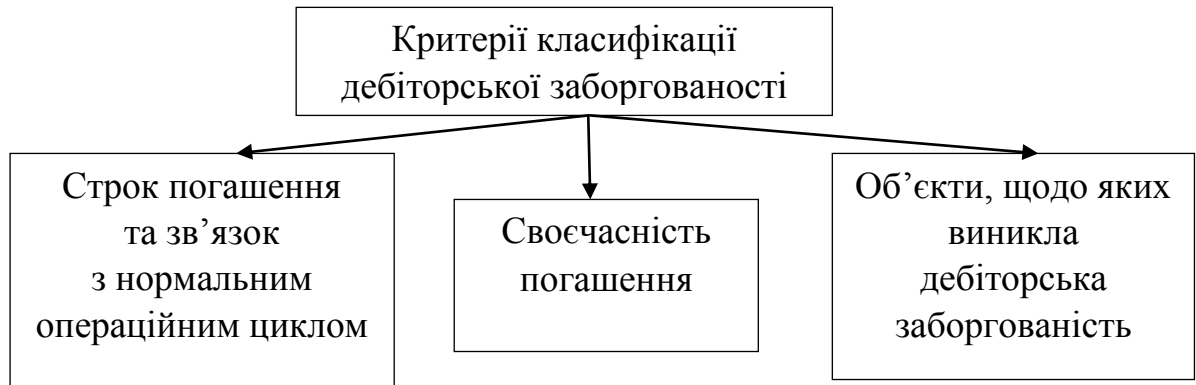 Критерії класифікації
дебіторської заборгованості
Строк погашення
та зв’язок
з нормальним
операційним циклом
Своєчасність
погашення
Об’єкти, щодо яких
виникла
дебіторська
заборгованість